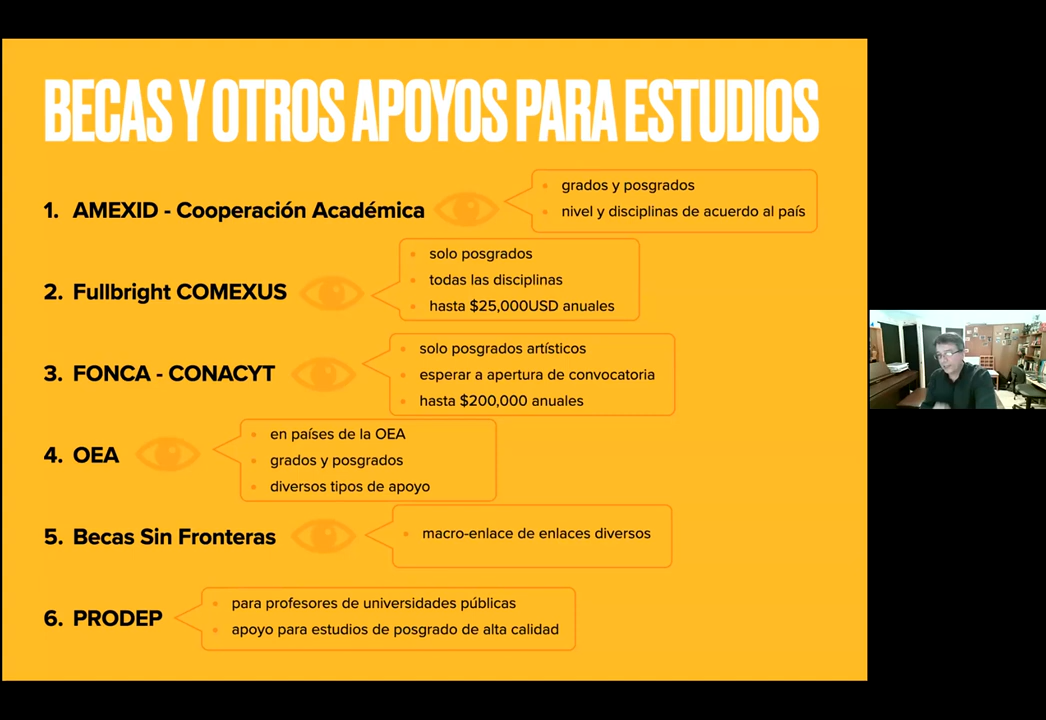 BECAS Y OTROS APOYOS PARA ESTUDIOS
1. AMEXID - Cooperación Académica
• grados y posgrados
• nivel y disciplinas de acuerdo al país
2. Fullbright COMEXUS
• solo posgrados
• todas las disciplinas
• hasta $25,000USD anuales
3. FONCA - CONACYT
• solo posgrados artísticos
• esperar a apertura de convocatoria
• hasta $200,000 anuales
4. OEA
• en países de la OEA
• grados y posgrados
• diversos tipos de apoyo
5. Becas Sin Fronteras
• macro-enlace de enlaces diversos
6. PRODEP
• para profesores de universidades públicas
• apoyo para estudios de posgrado de alta calidad